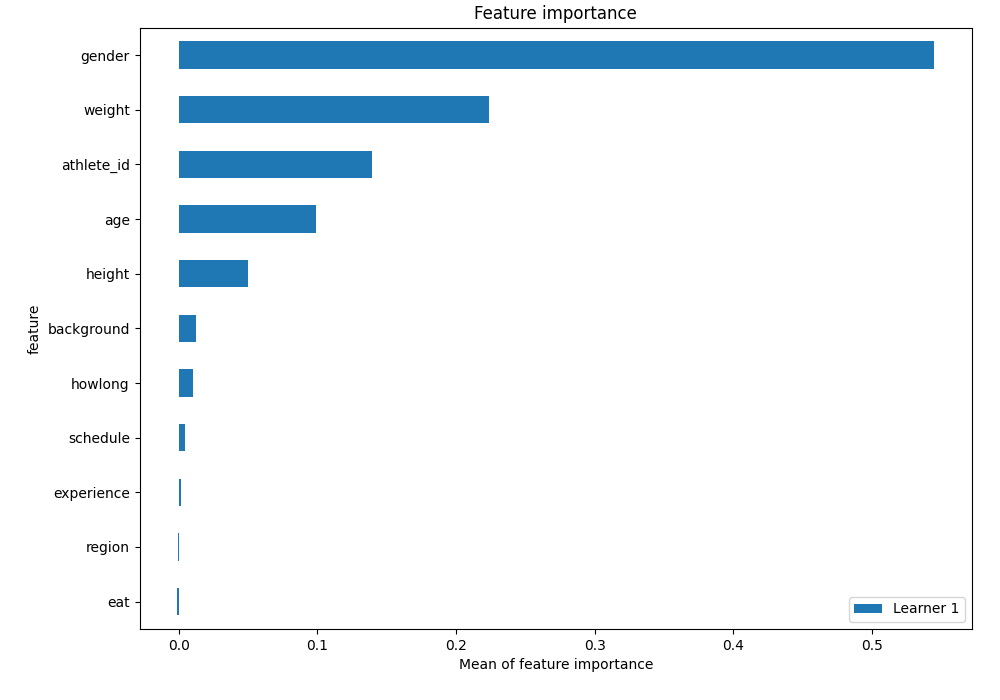 Feature importance
gender
weight
athlete_id
age
height
background
howlong
schedule
experience
region
eat
feature
0.0 0.1 0.2 0.3 0.4 0.5
Mean of feature importance
Learner 1